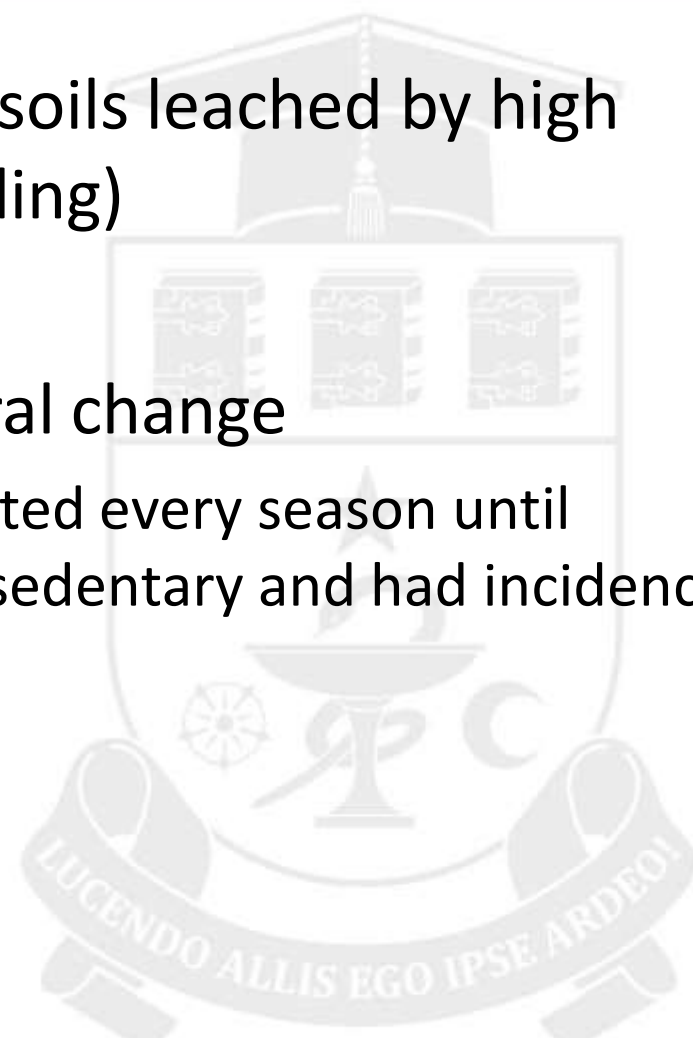 soils leached by high
ling)
ral change
ted every season until
sedentary and had incidenc
LUCENDO ALLIS EGO IPSE ARDEO!